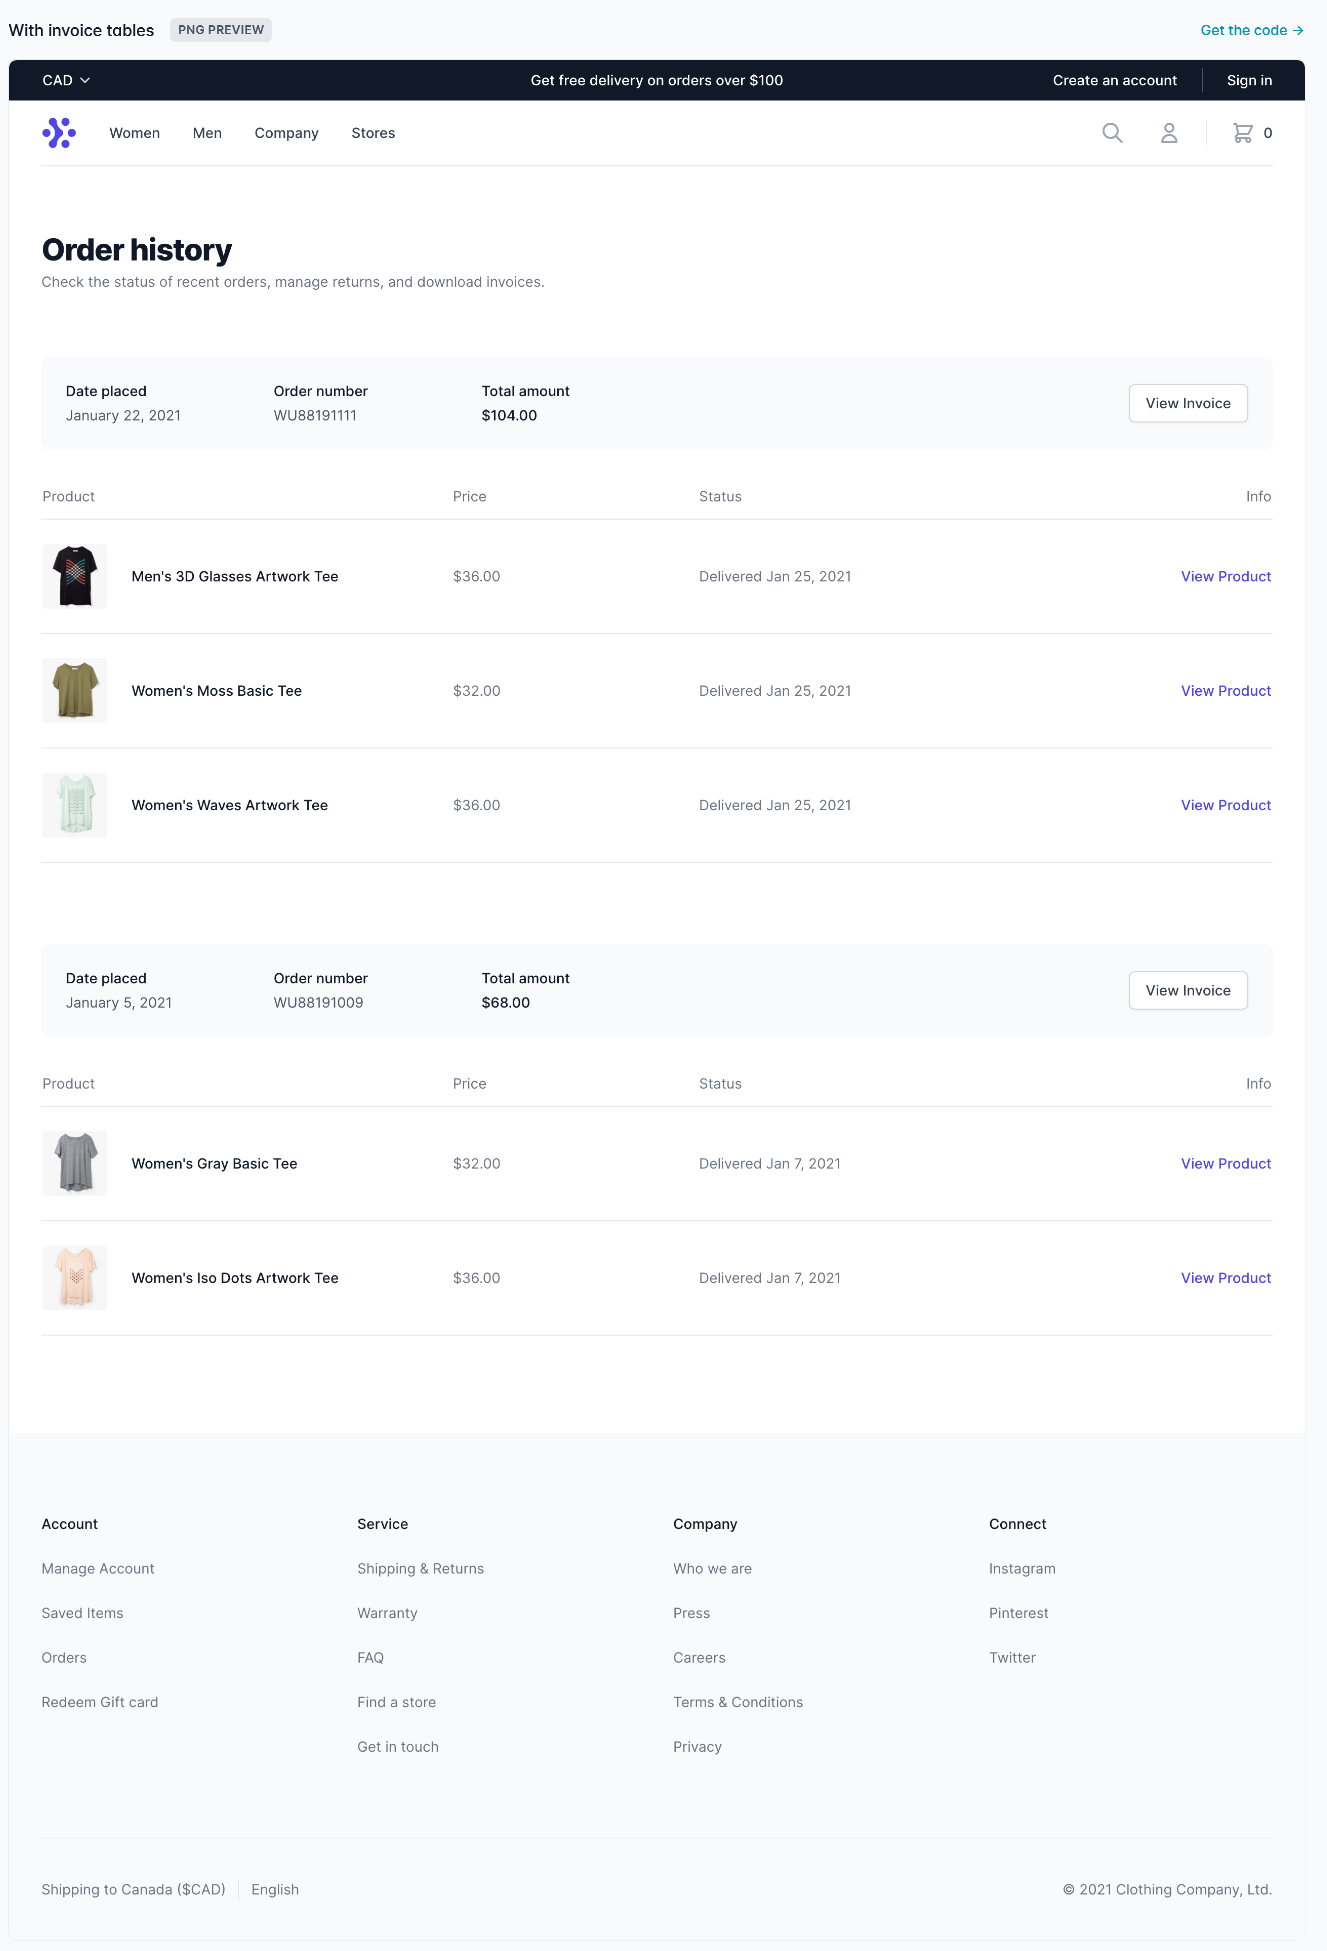 With invoice tables PNG PREVIEW Get the code →
CAD Get free delivery on orders over $100 Create an account Sign in
Women Men Company Stores 0
Order history
Check the status of recent orders, manage returns, and download invoices.
Date placed Order number Total amount
January 22, 2021 WU88191111 $104.00
View Invoice
Product Price Status Info
Men's 3D Glasses Artwork Tee $36.00 Delivered Jan 25, 2021 View Product
Women's Moss Basic Tee $32.00 Delivered Jan 25, 2021 View Product
Women's Waves Artwork Tee $36.00 Delivered Jan 25, 2021 View Product
Date placed Order number Total amount
January 5, 2021 WU88191009 $68.00
View Invoice
Product Price Status Info
Women's Gray Basic Tee $32.00 Delivered Jan 7, 2021 View Product
Women's Iso Dots Artwork Tee $36.00 Delivered Jan 7, 2021 View Product
Account Service Company Connect
Manage Account Shipping & Returns Who we are Instagram
Saved Items Warranty Press Pinterest
Orders FAQ Careers Twitter
Redeem Gift card Find a store Terms & Conditions
Get in touch Privacy
Shipping to Canada ($CAD) English © 2021 Clothing Company, Ltd.